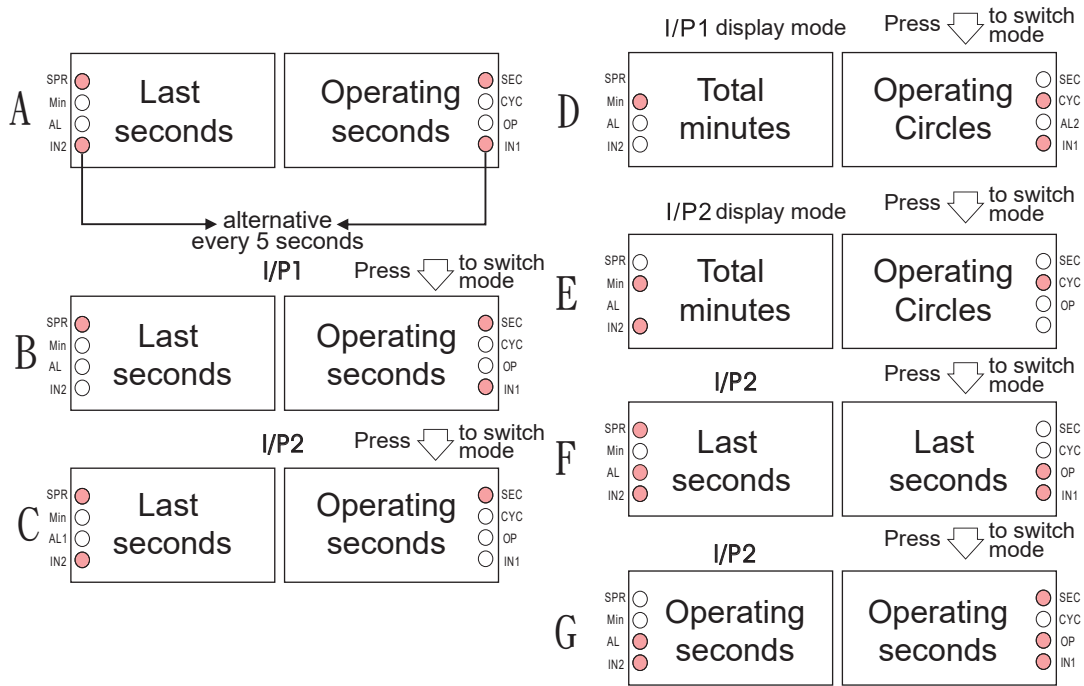 A
SPR
Min
AL
IN2
Last
seconds
Operating
seconds
SEC
CYC
OP
IN1
alternative
every 5 seconds
I/P1
Press
to switch
mode
B
SPR
Min
AL
IN2
Last
seconds
Operating
seconds
SEC
CYC
OP
IN1
I/P2
Press
to switch
mode
C
SPR
Min
AL1
IN2
Last
seconds
Operating
seconds
SEC
CYC
OP
IN1
I/P1 display mode
Press
to switch
mode
D
SPR
Min
AL
IN2
Total
minutes
Operating
Circles
SEC
CYC
AL2
IN1
I/P2 display mode
Press
to switch
mode
E
SPR
Min
AL
IN2
Total
minutes
Operating
Circles
SEC
CYC
OP
I/P2
Press
to switch
mode
F
SPR
Min
AL
IN2
Last
seconds
Last
seconds
SEC
CYC
OP
IN1
I/P2
Press
to switch
mode
G
SPR
Min
AL
IN2
Operating
seconds
Operating
seconds
SEC
CYC
OP
IN1